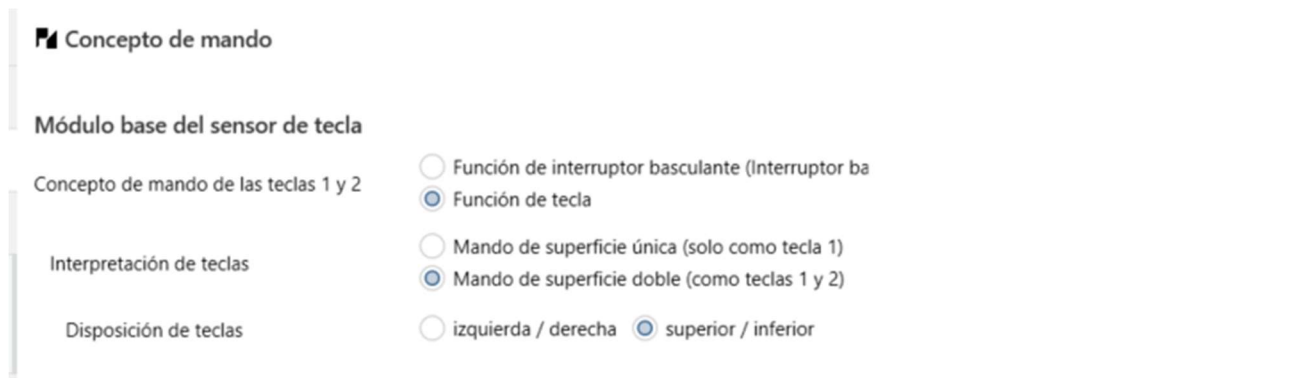 Concepto de mando
Módulo base del sensor de tecla
Concepto de mando de las teclas 1 y 2
Función de interruptor basculante (Interruptor ba
Función de tecla
Interpretación de teclas
Mando de superficie única (solo como tecla 1)
Mando de superficie doble (como teclas 1 y 2)
Disposición de teclas
izquierda / derecha superior / inferior